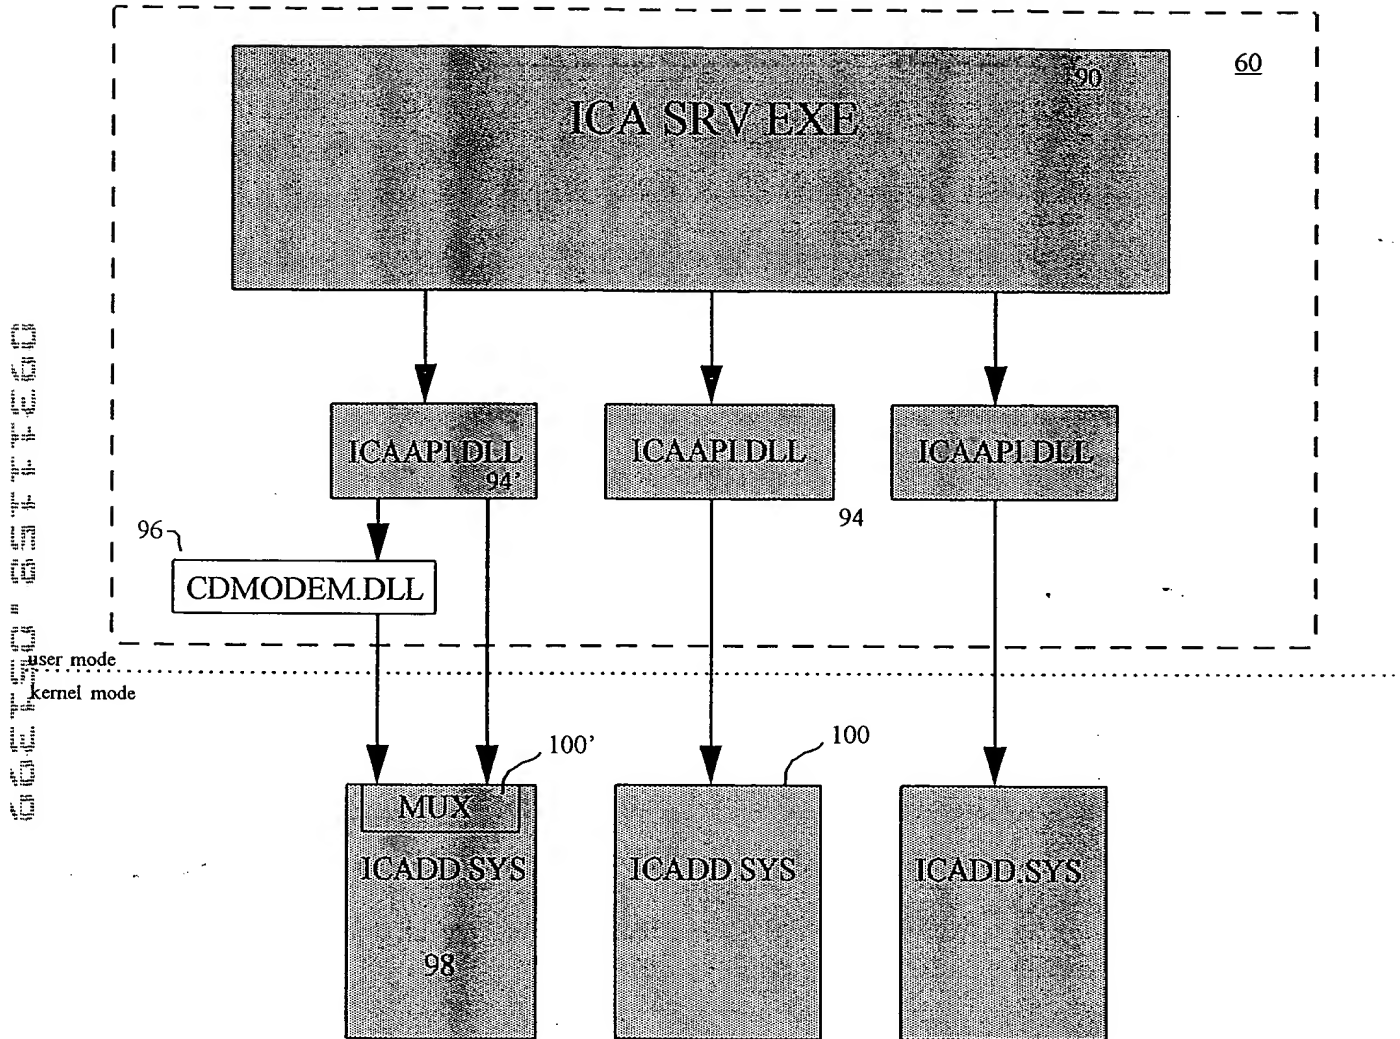 60
90
ICA SRV EXE
ICAAPI.DLL
94'
ICAAPI.DLL
94
ICAAPI.DLL
96
CDMODEM.DLL
user mode
kernel mode
100'
100
MUX
ICADD.SYS
98
ICADD.SYS
ICADD.SYS